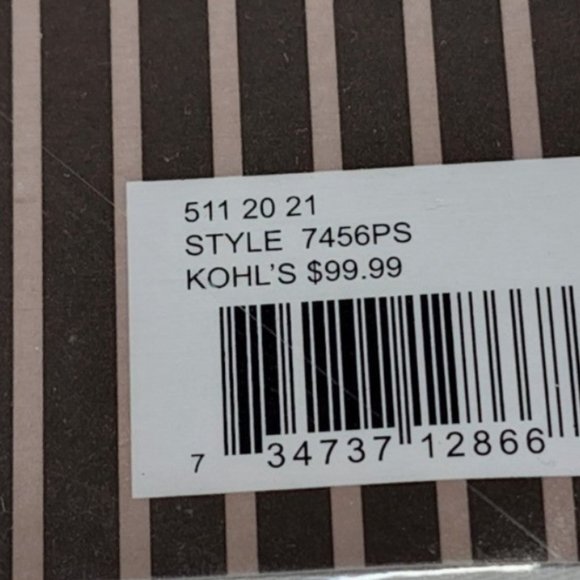 511 20 21
STYLE 7456PS
KOHL'S $99.99
7 34737 12866